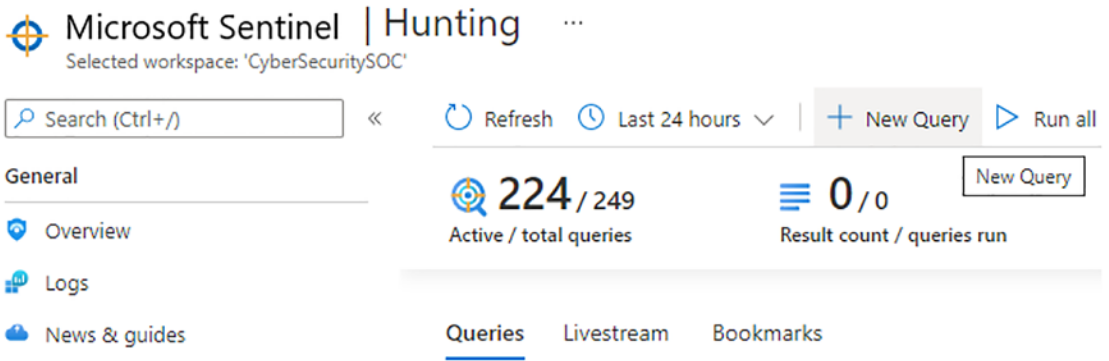 Microsoft Sentinel | Hunting ...
Selected workspace: 'CyberSecuritySOC'
Search (Ctrl+/) «
General
Overview
Logs
News & guides
Refresh Last 24 hours + New Query Run all
New Query
224 / 249
Active / total queries
0 / 0
Result count / queries run
Queries Livestream Bookmarks